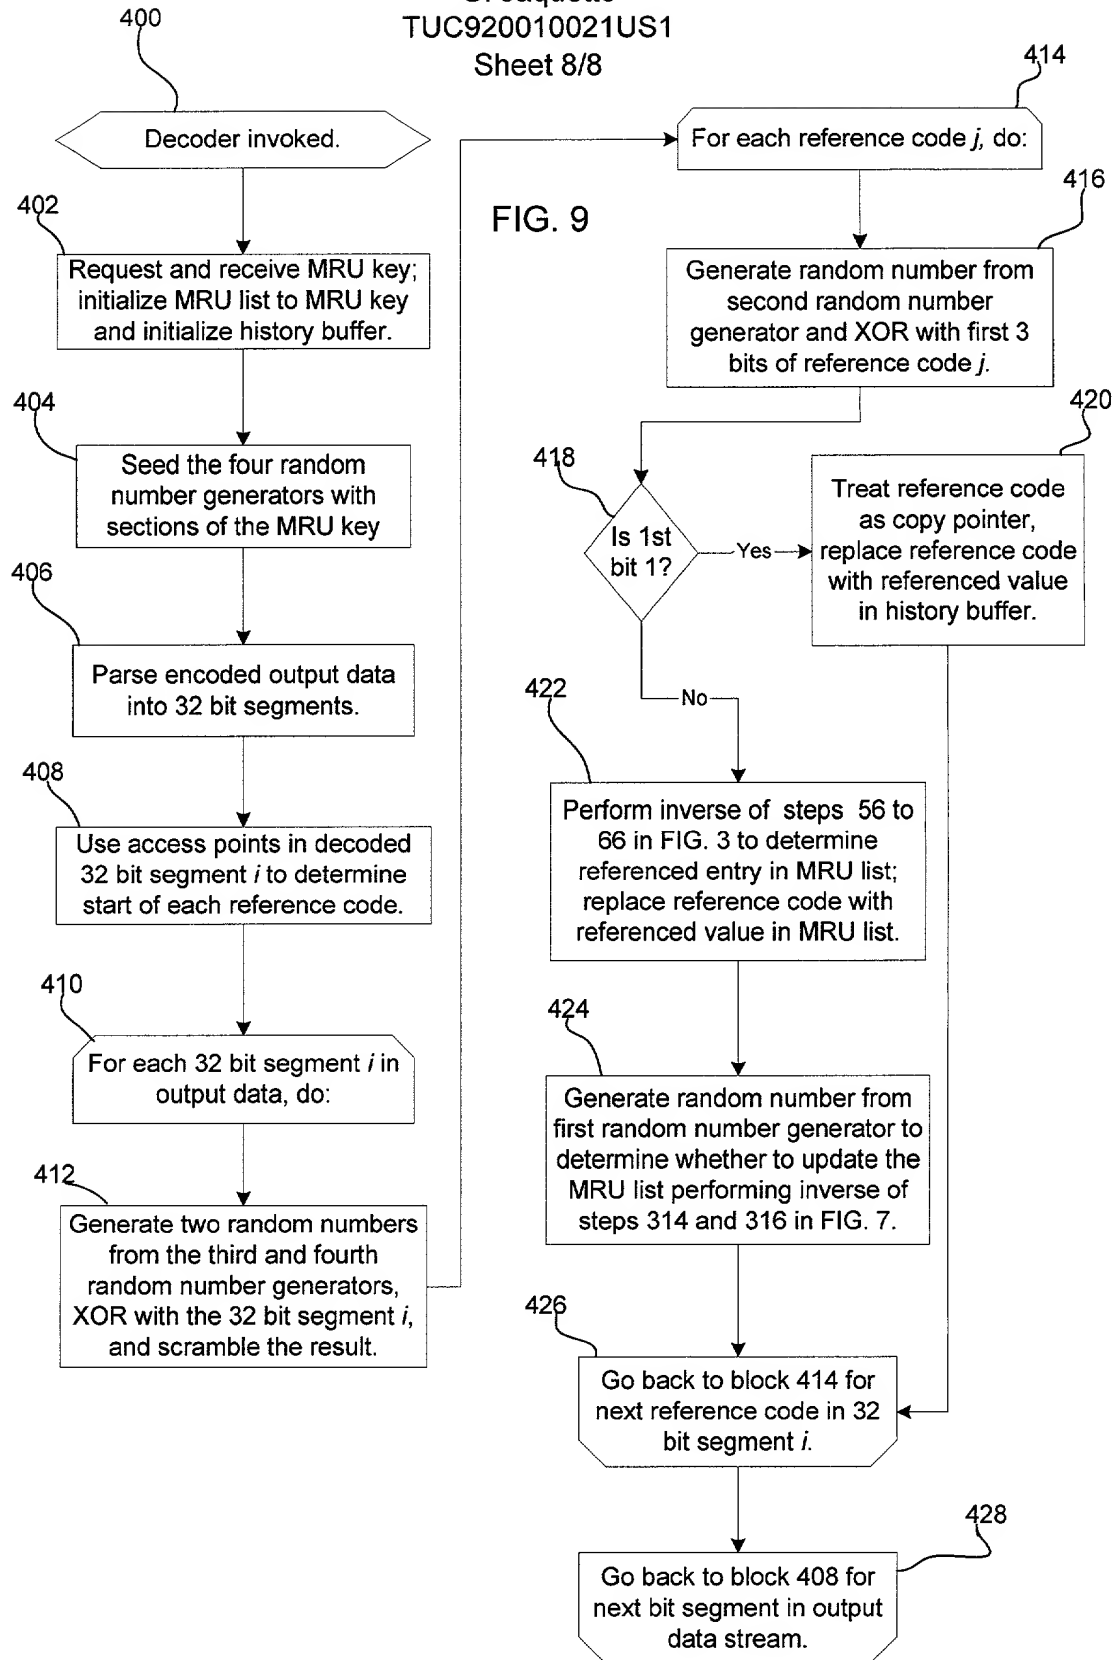 TUC920010021US1
Sheet 8/8
400
Decoder invoked.
402
Request and receive MRU key;
initialize MRU list to MRU key
and initialize history buffer.
404
Seed the four random
number generators with
sections of the MRU key
406
Parse encoded output data
into 32 bit segments.
408
Use access points in decoded
32 bit segment i to determine
start of each reference code.
410
For each 32 bit segment i in
output data, do:
412
Generate two random numbers
from the third and fourth
random number generators,
XOR with the 32 bit segment i,
and scramble the result.
FIG. 9
414
For each reference code j, do:
416
Generate random number from
second random number
generator and XOR with first 3
bits of reference code j.
418
Is 1st
bit 1?
Yes
420
Treat reference code
as copy pointer,
replace reference code
with referenced value
in history buffer.
No
422
Perform inverse of steps 56 to
66 in FIG. 3 to determine
referenced entry in MRU list;
replace reference code with
referenced value in MRU list.
424
Generate random number from
first random number generator to
determine whether to update the
MRU list performing inverse of
steps 314 and 316 in FIG. 7.
426
Go back to block 414 for
next reference code in 32
bit segment i.
428
Go back to block 408 for
next bit segment in output
data stream.